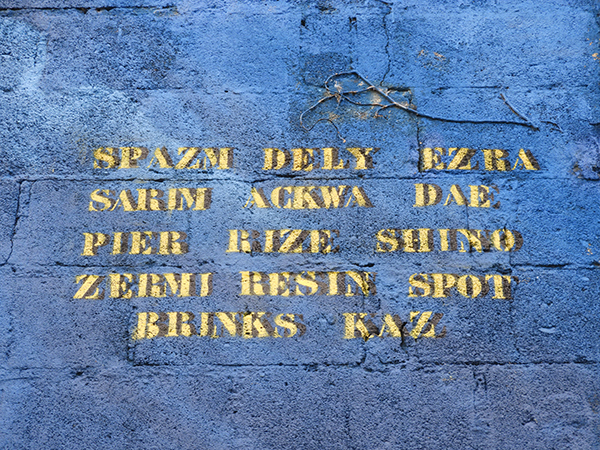 SPAZM DELY EZRA
SARIM ACKWA DAE
PIER RIZE SHINO
ZERMI RESIN SPOT
BRINKS KAZ